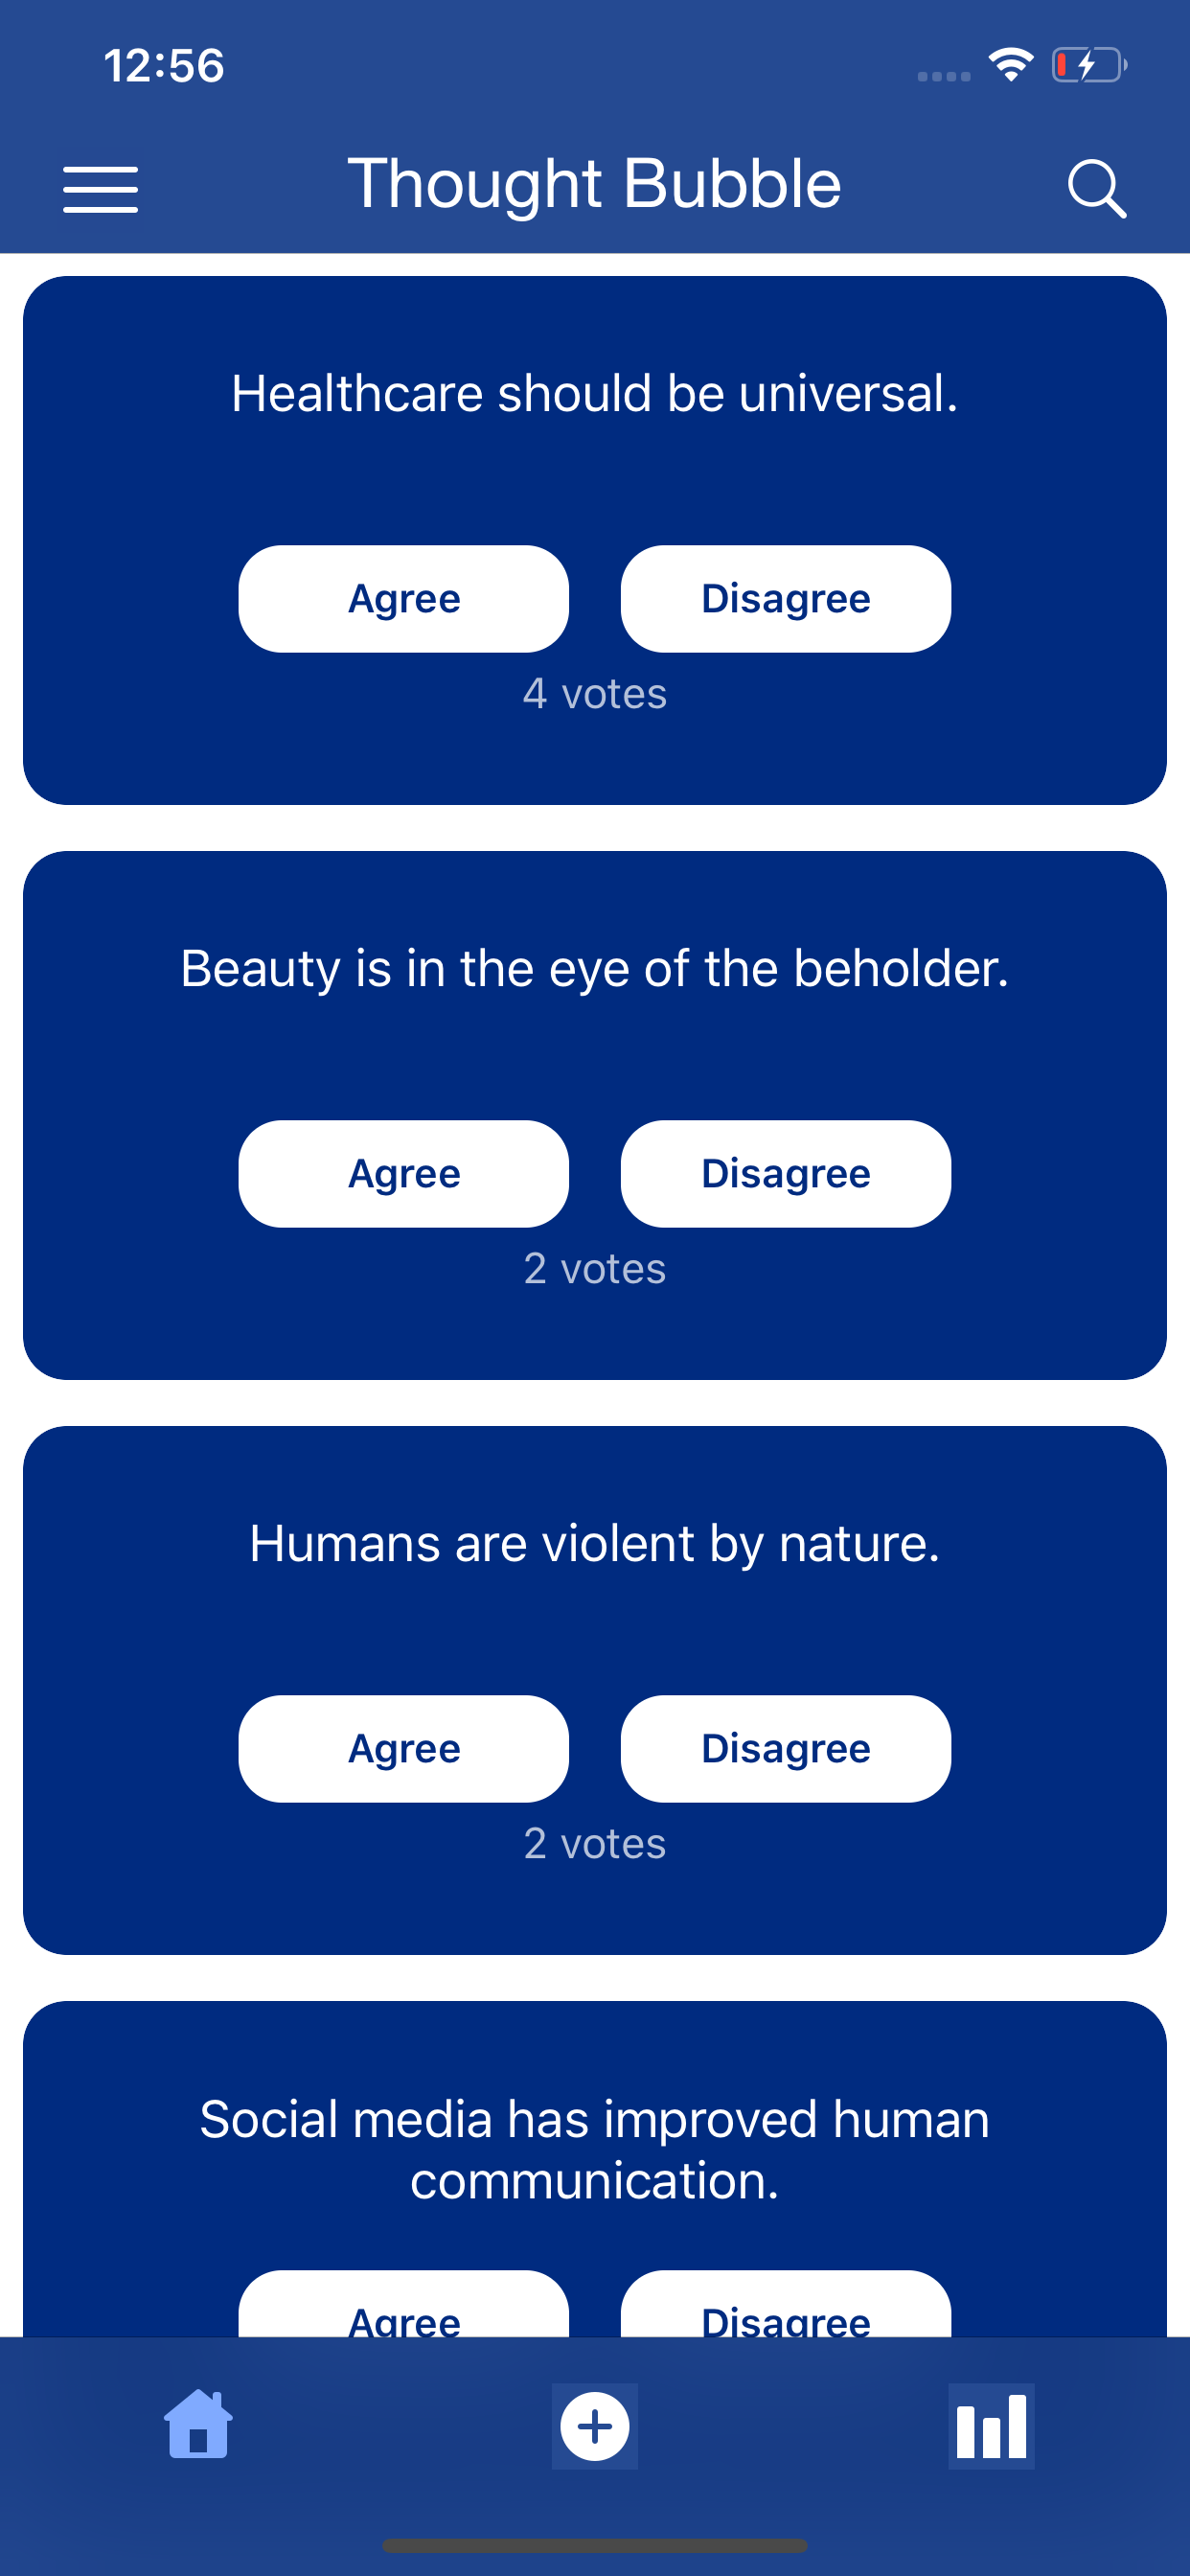 12:56
Thought Bubble
Healthcare should be universal.
Agree Disagree
4 votes
Beauty is in the eye of the beholder.
Agree Disagree
2 votes
Humans are violent by nature.
Agree Disagree
2 votes
Social media has improved human
communication.
Agree Disagree